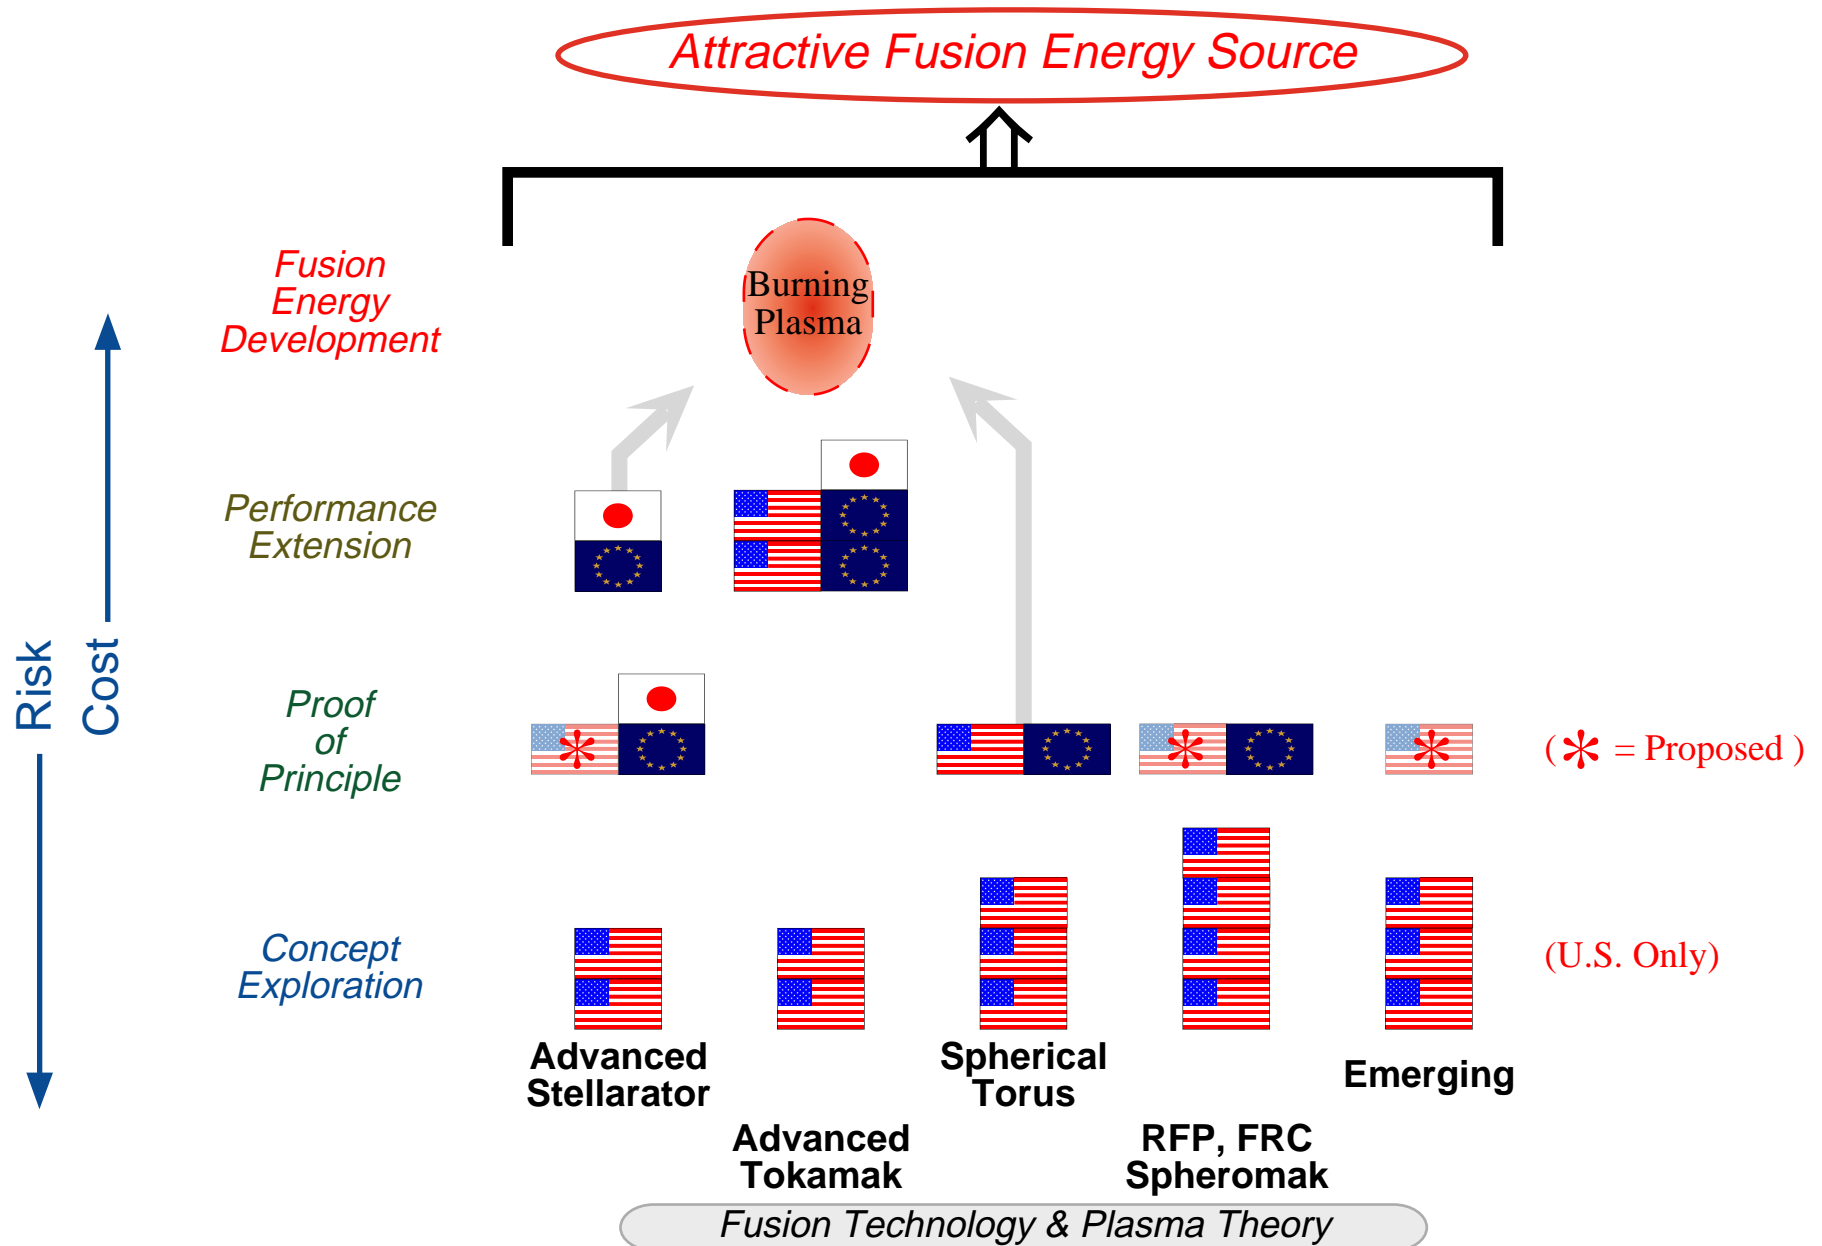 Attractive Fusion Energy Source
Fusion
Energy
Development
Burning
Plasma
Performance
Extension
Risk
Cost
Proof
of
Principle
(* = Proposed )
Concept
Exploration
(U.S. Only)
Advanced
Stellarator
Spherical
Torus
Emerging
Advanced
Tokamak
RFP, FRC
Spheromak
Fusion Technology & Plasma Theory